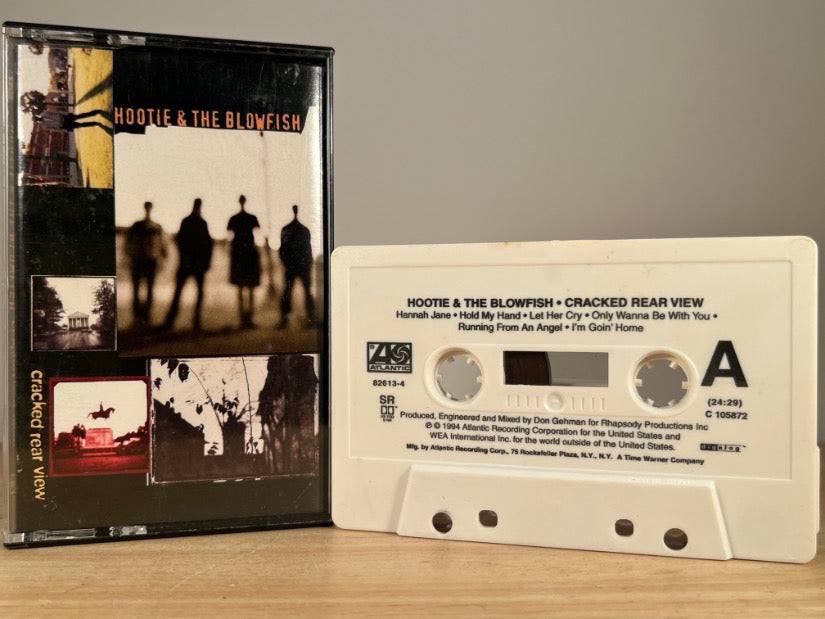 HOOTIE & THE BLOWFISH
cracked rear view
HOOTIE & THE BLOWFISH • CRACKED REAR VIEW
Hannah Jane • Hold My Hand • Let Her Cry • Only Wanna Be With You •
Running From An Angel • I'm Goin' Home
ATLANTIC
82613-4
SR
A
(24:29)
C 105872
Produced, Engineered and Mixed by Don Gehman for Rhapsody Productions Inc
℗ © 1994 Atlantic Recording Corporation for the United States and
WEA International Inc. for the world outside of the United States.
digalog
Mfg. by Atlantic Recording Corp., 75 Rockefeller Plaza, N.Y., N.Y. A Time Warner Company